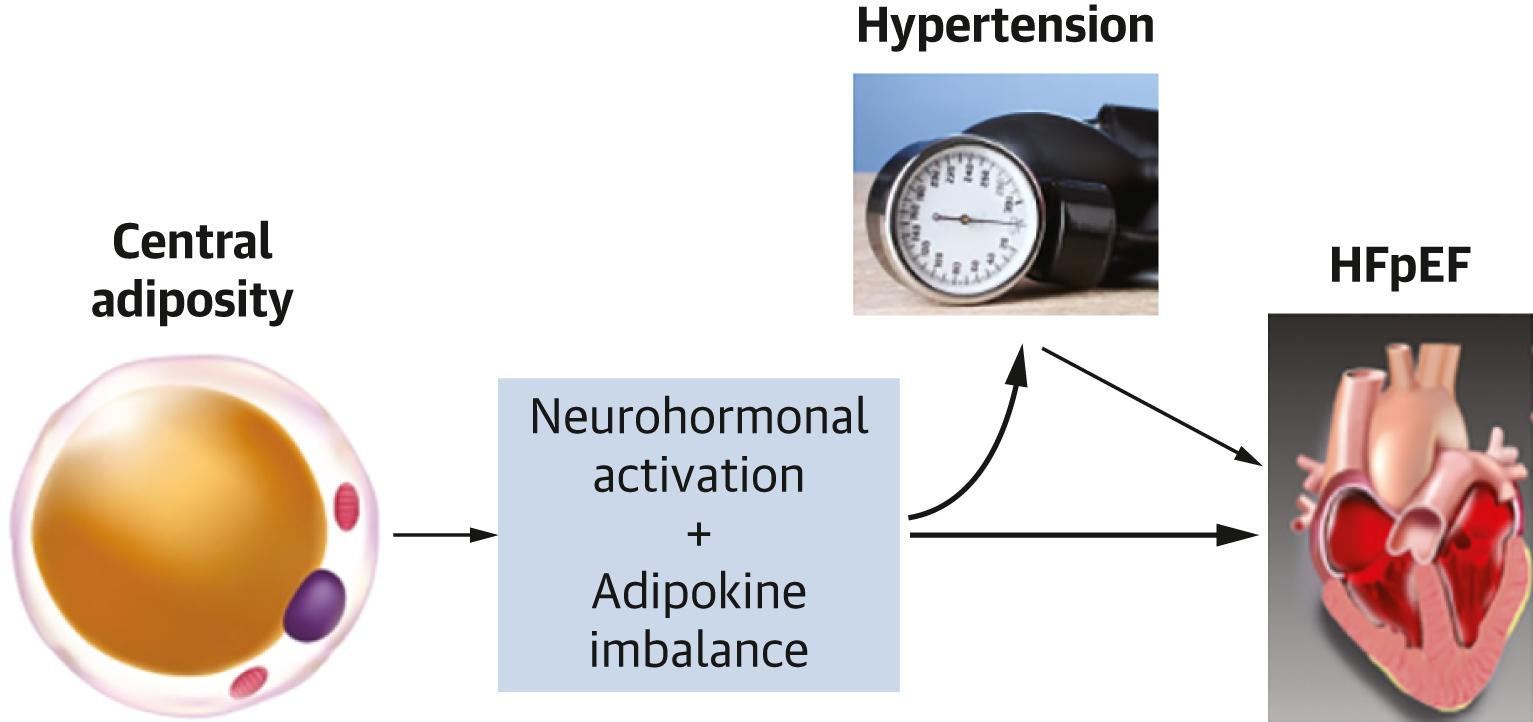 Hypertension
Central
adiposity
HFpEF
Neurohormonal
activation
+
Adipokine
imbalance